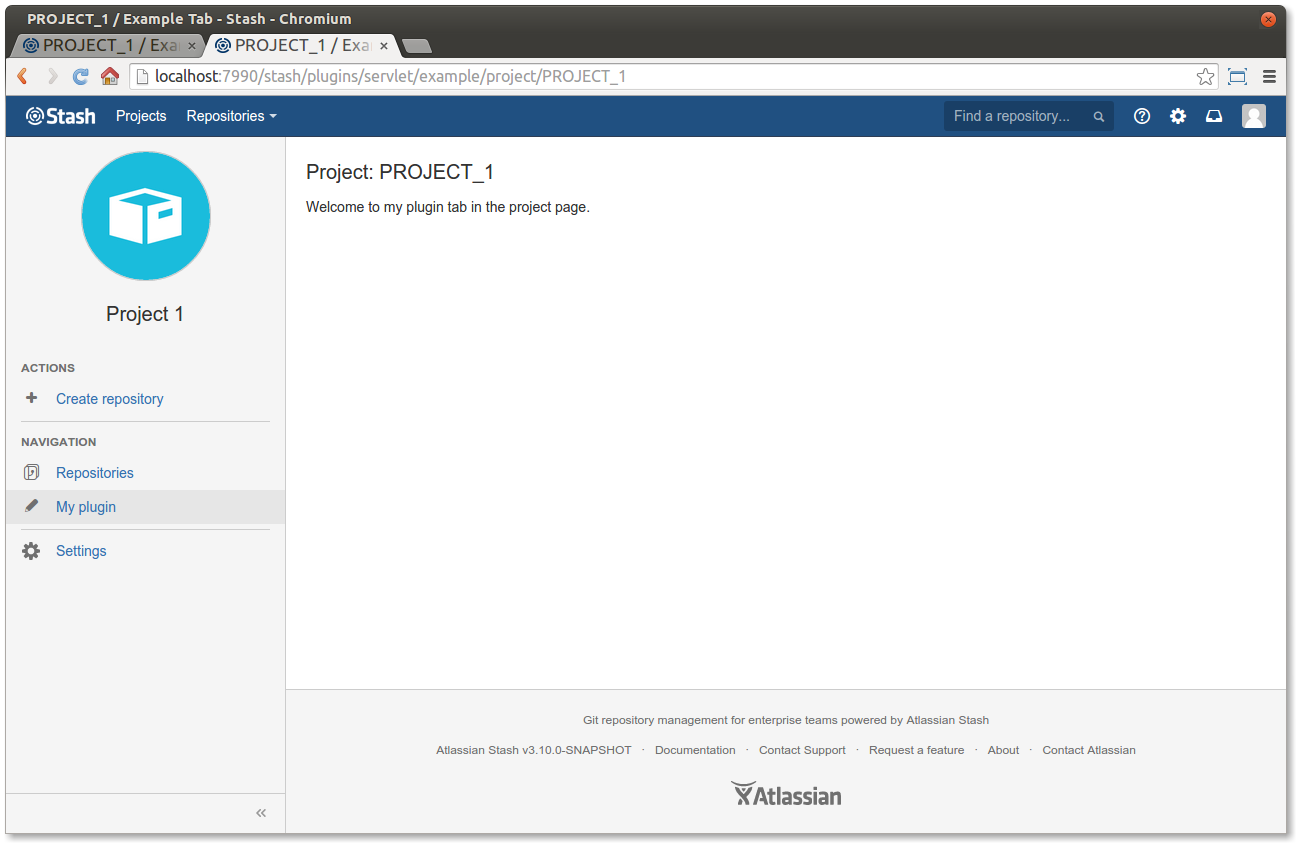 PROJECT_1 / Example Tab - Stash - Chromium
PROJECT_1 / Exa
PROJECT_1 / Exa
localhost:7990/stash/plugins/servlet/example/project/PROJECT_1
Stash Projects Repositories Find a repository...
Project 1
ACTIONS
Create repository
NAVIGATION
Repositories
My plugin
Settings
Project: PROJECT_1
Welcome to my plugin tab in the project page.
Git repository management for enterprise teams powered by Atlassian Stash
Atlassian Stash v3.10.0-SNAPSHOT · Documentation · Contact Support · Request a feature · About · Contact Atlassian
Atlassian